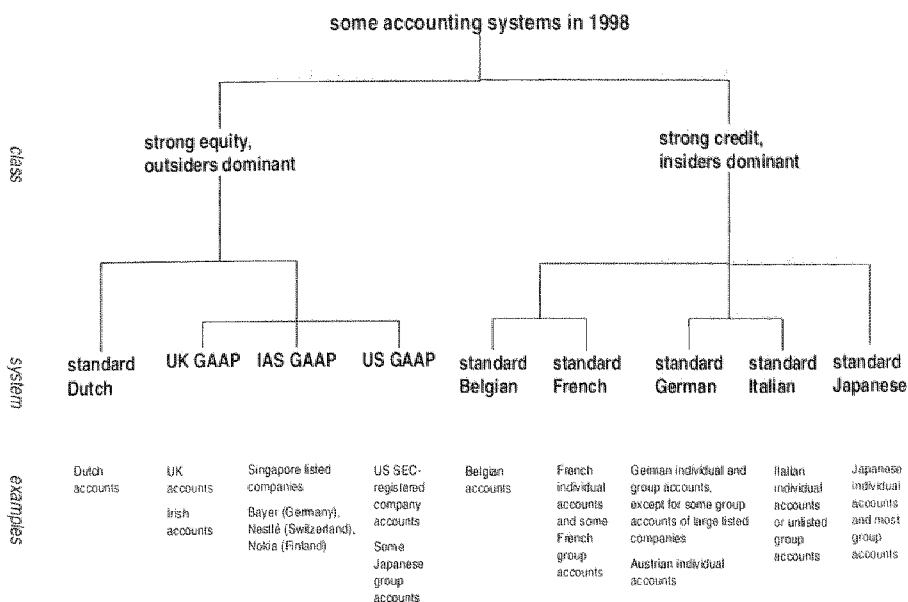 some accounting systems in 1998
class
strong equity,
outsiders dominant
strong credit,
insiders dominant
system
standard
Dutch
UK GAAP
IAS GAAP
US GAAP
standard
Belgian
standard
French
standard
German
standard
Italian
standard
Japanese
examples
Dutch
accounts
UK
accounts
Irish
accounts
Singapore listed
companies
Bayer (Germany),
Nestlé (Switzerland),
Nokia (Finland)
US SEC-
registered
company
accounts
Some
Japanese
group
accounts
Belgian
accounts
French
individual
accounts
and some
French
group
accounts
German individual and
group accounts,
except for some group
accounts of large listed
companies
Austrian individual
accounts
Italian
individual
accounts
or unlisted
group
accounts
Japanese
individual
accounts
and most
group
accounts